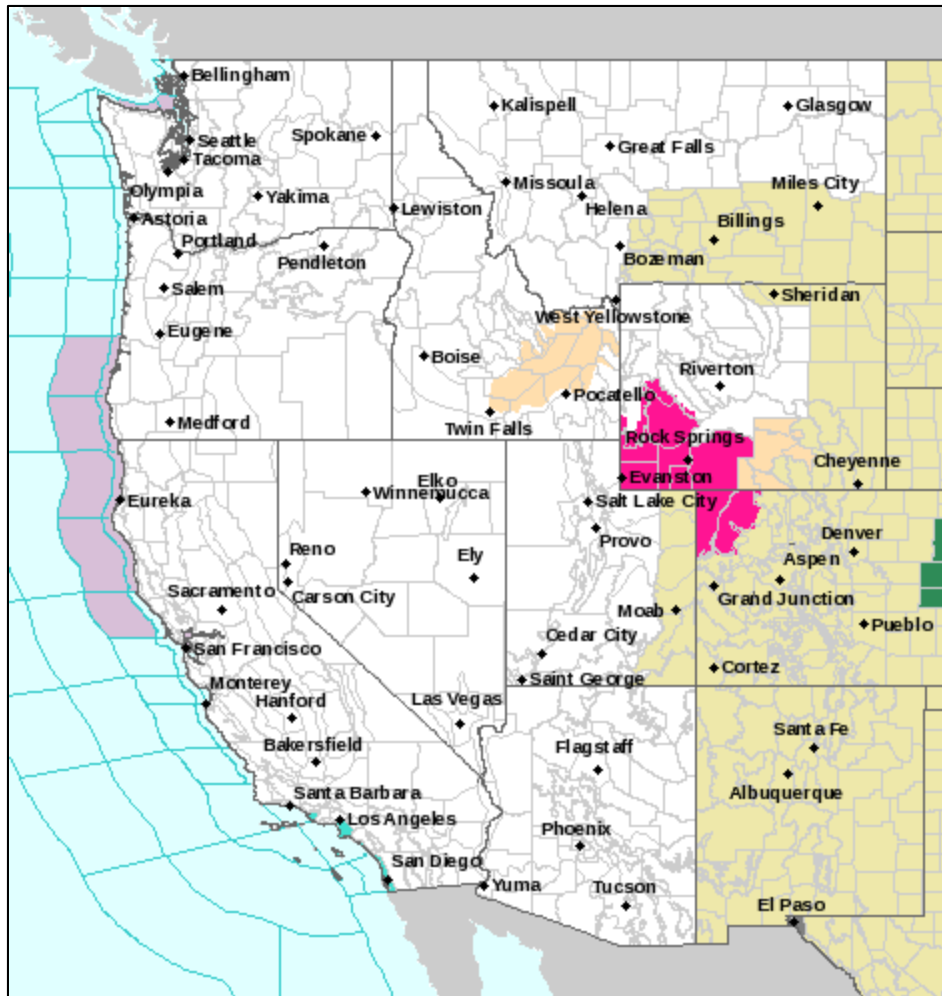 Bellingham
Kalispell
Glasgow
Seattle
Spokane
Great Falls
Tacoma
Olympia
Yakima
Missoula
Helena
Miles City
Lewiston
Astoria
Billings
Portland
Pendleton
Bozeman
Salem
Sheridan
West Yellowstone
Eugene
Boise
Riverton
Pocatello
Medford
Twin Falls
Rock Springs
Cheyenne
Evanston
Elko
Winnemucca
Eureka
Salt Lake City
Provo
Denver
Reno
Ely
Aspen
Carson City
Grand Junction
Sacramento
Moab
Pueblo
Cedar City
San Francisco
Cortez
Saint George
Monterey
Hanford
Las Vegas
Santa Fe
Bakersfield
Flagstaff
Albuquerque
Santa Barbara
Los Angeles
Phoenix
San Diego
Yuma
Tucson
El Paso